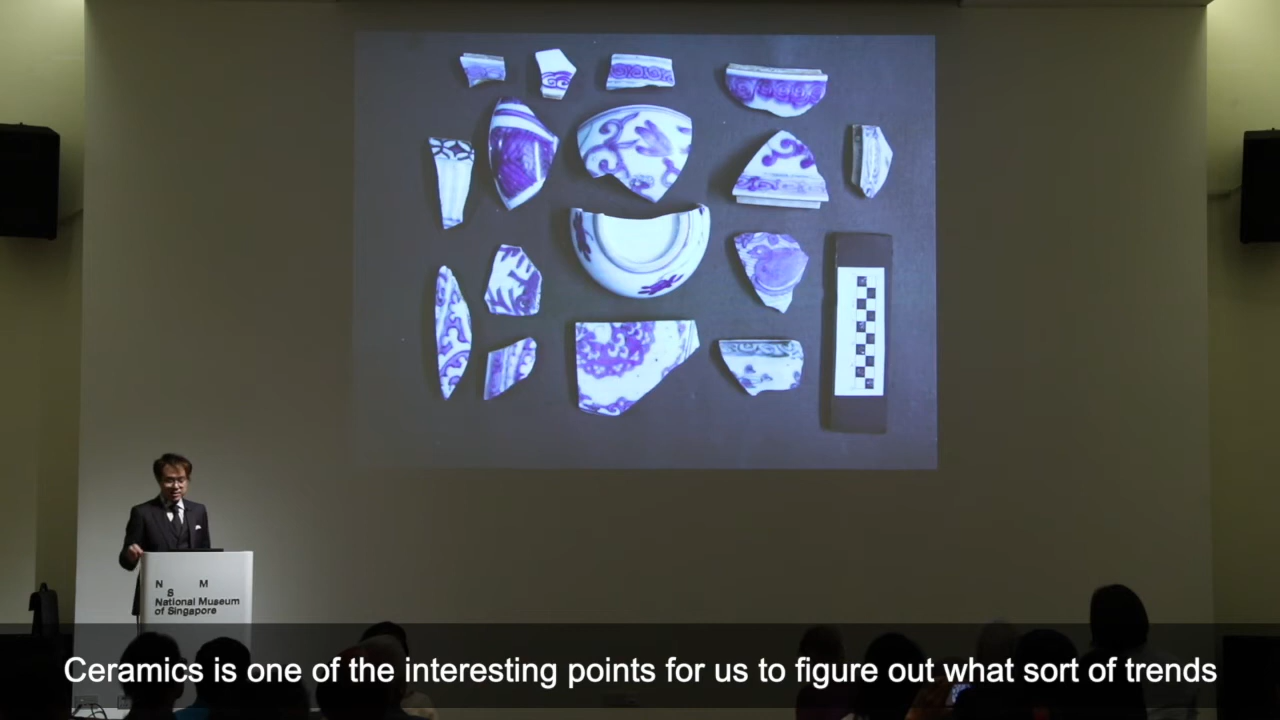 N M
S
National Museum
of Singapore
Ceramics is one of the interesting points for us to figure out what sort of trends